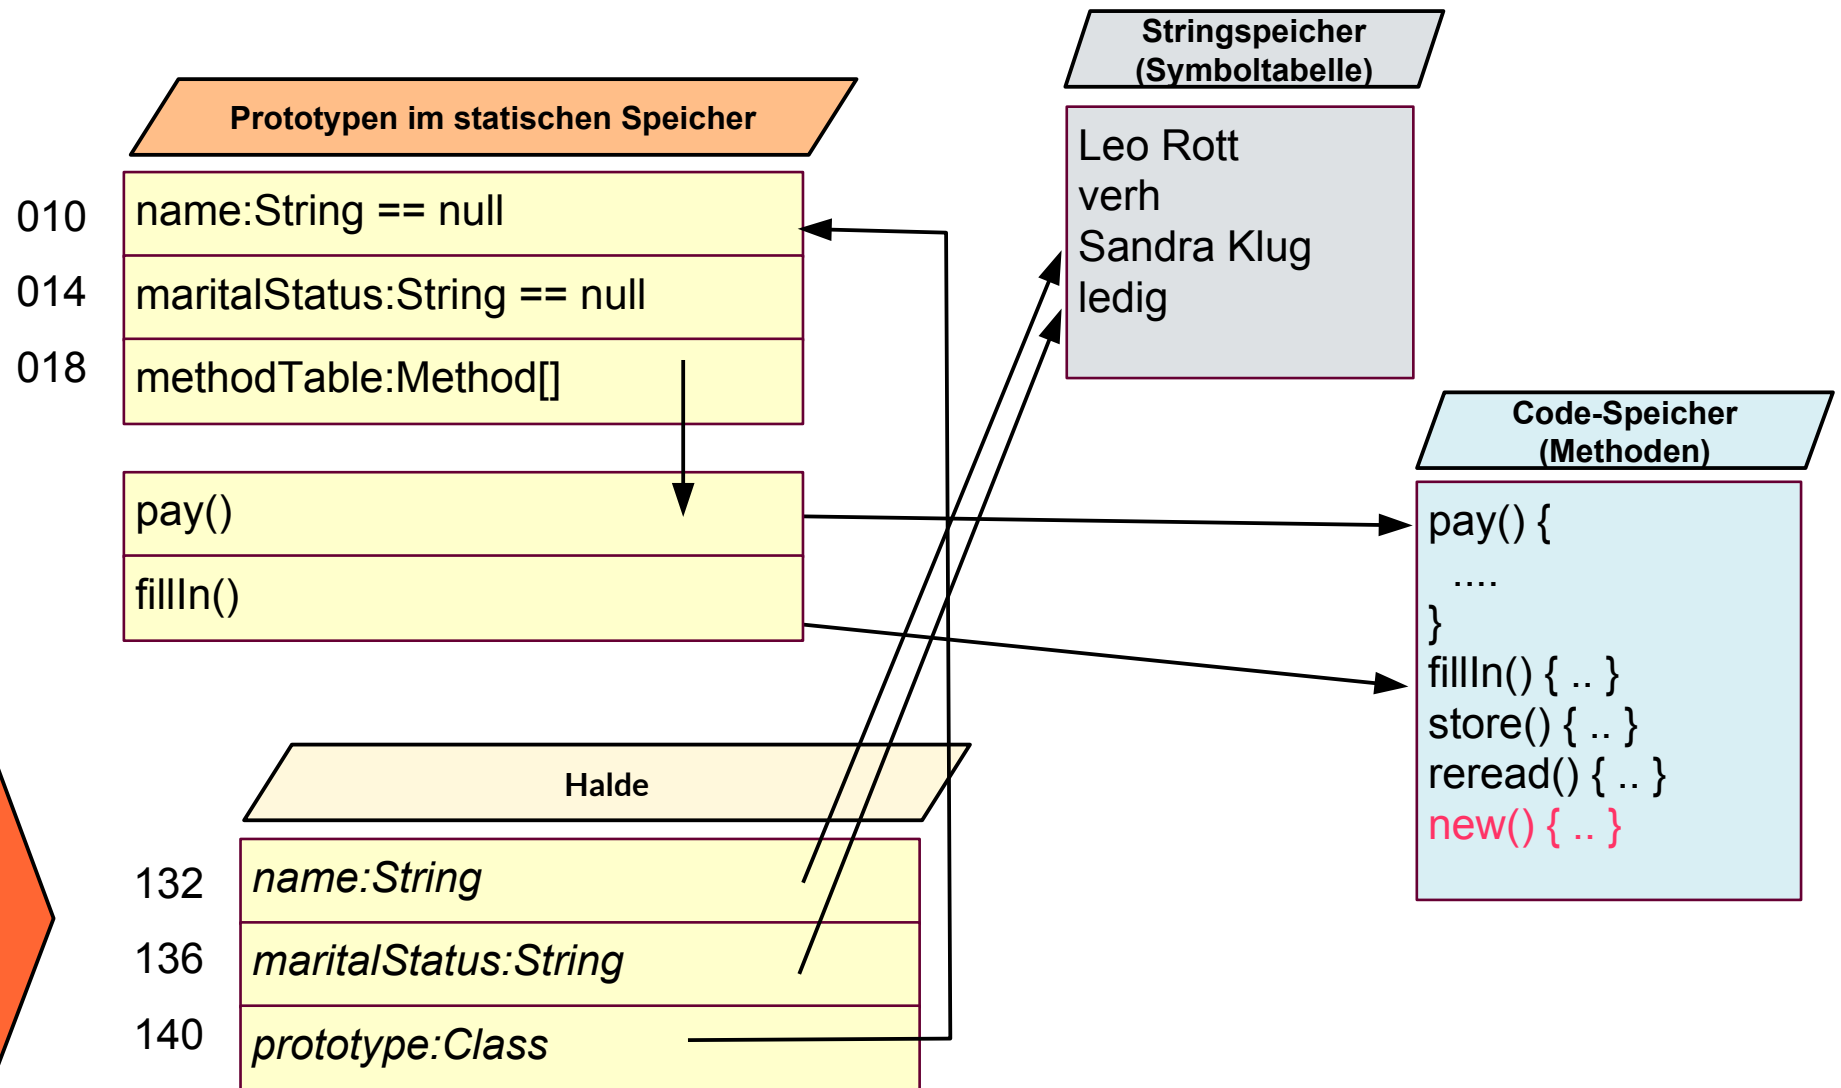 Stringspeicher
(Symboltabelle)
Prototypen im statischen Speicher
Leo Rott
verh
Sandra Klug
ledig
010
name:String == null
014
maritalStatus:String == null
018
methodTable:Method[]
Code-Speicher
(Methoden)
pay()
fillIn()
pay() {
....
}
fillIn() { .. }
store() { .. }
reread() { .. }
new() { .. }
Halde
132
name:String
136
maritalStatus:String
140
prototype:Class